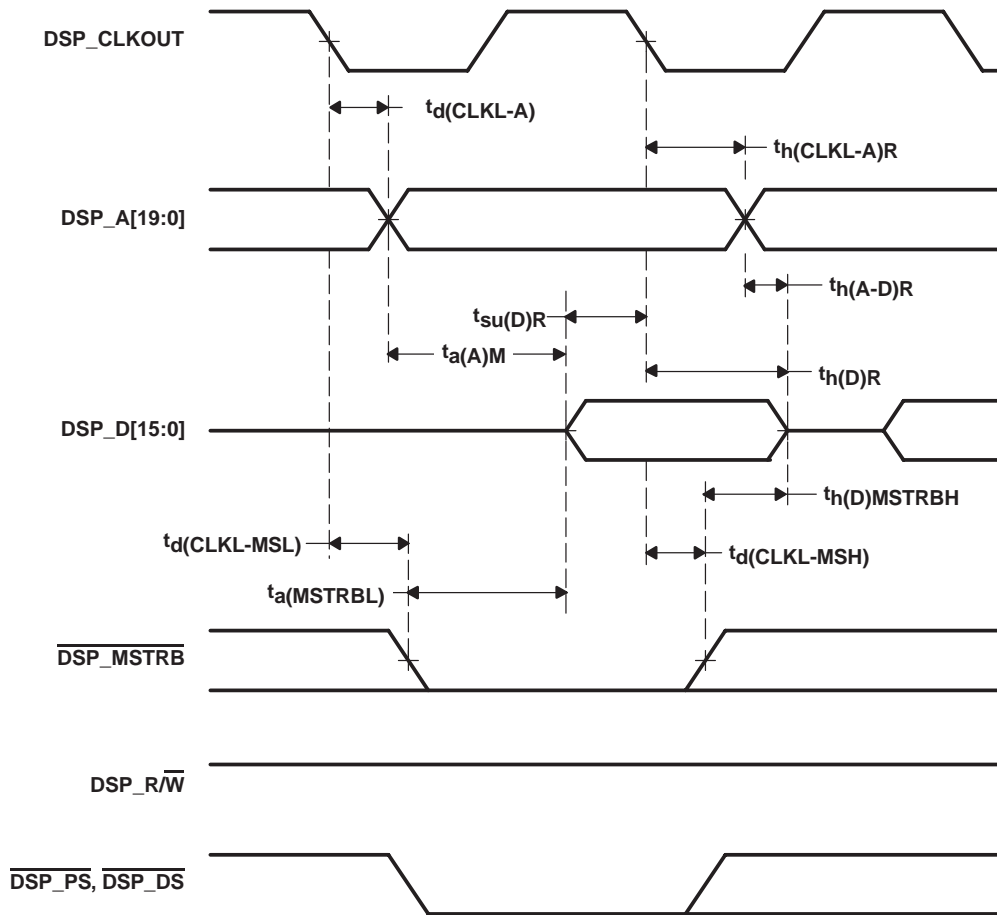 DSP_CLKOUT
td(CLKL-A)
th(CLKL-A)R
DSP_A[19:0]
th(A-D)R
tsu(D)R
ta(A)M
th(D)R
DSP_D[15:0]
th(D)MSTRBH
td(CLKL-MSL)
td(CLKL-MSH)
ta(MSTRBL)
DSP_MSTRB
DSP_R/W
DSP_PS, DSP_DS